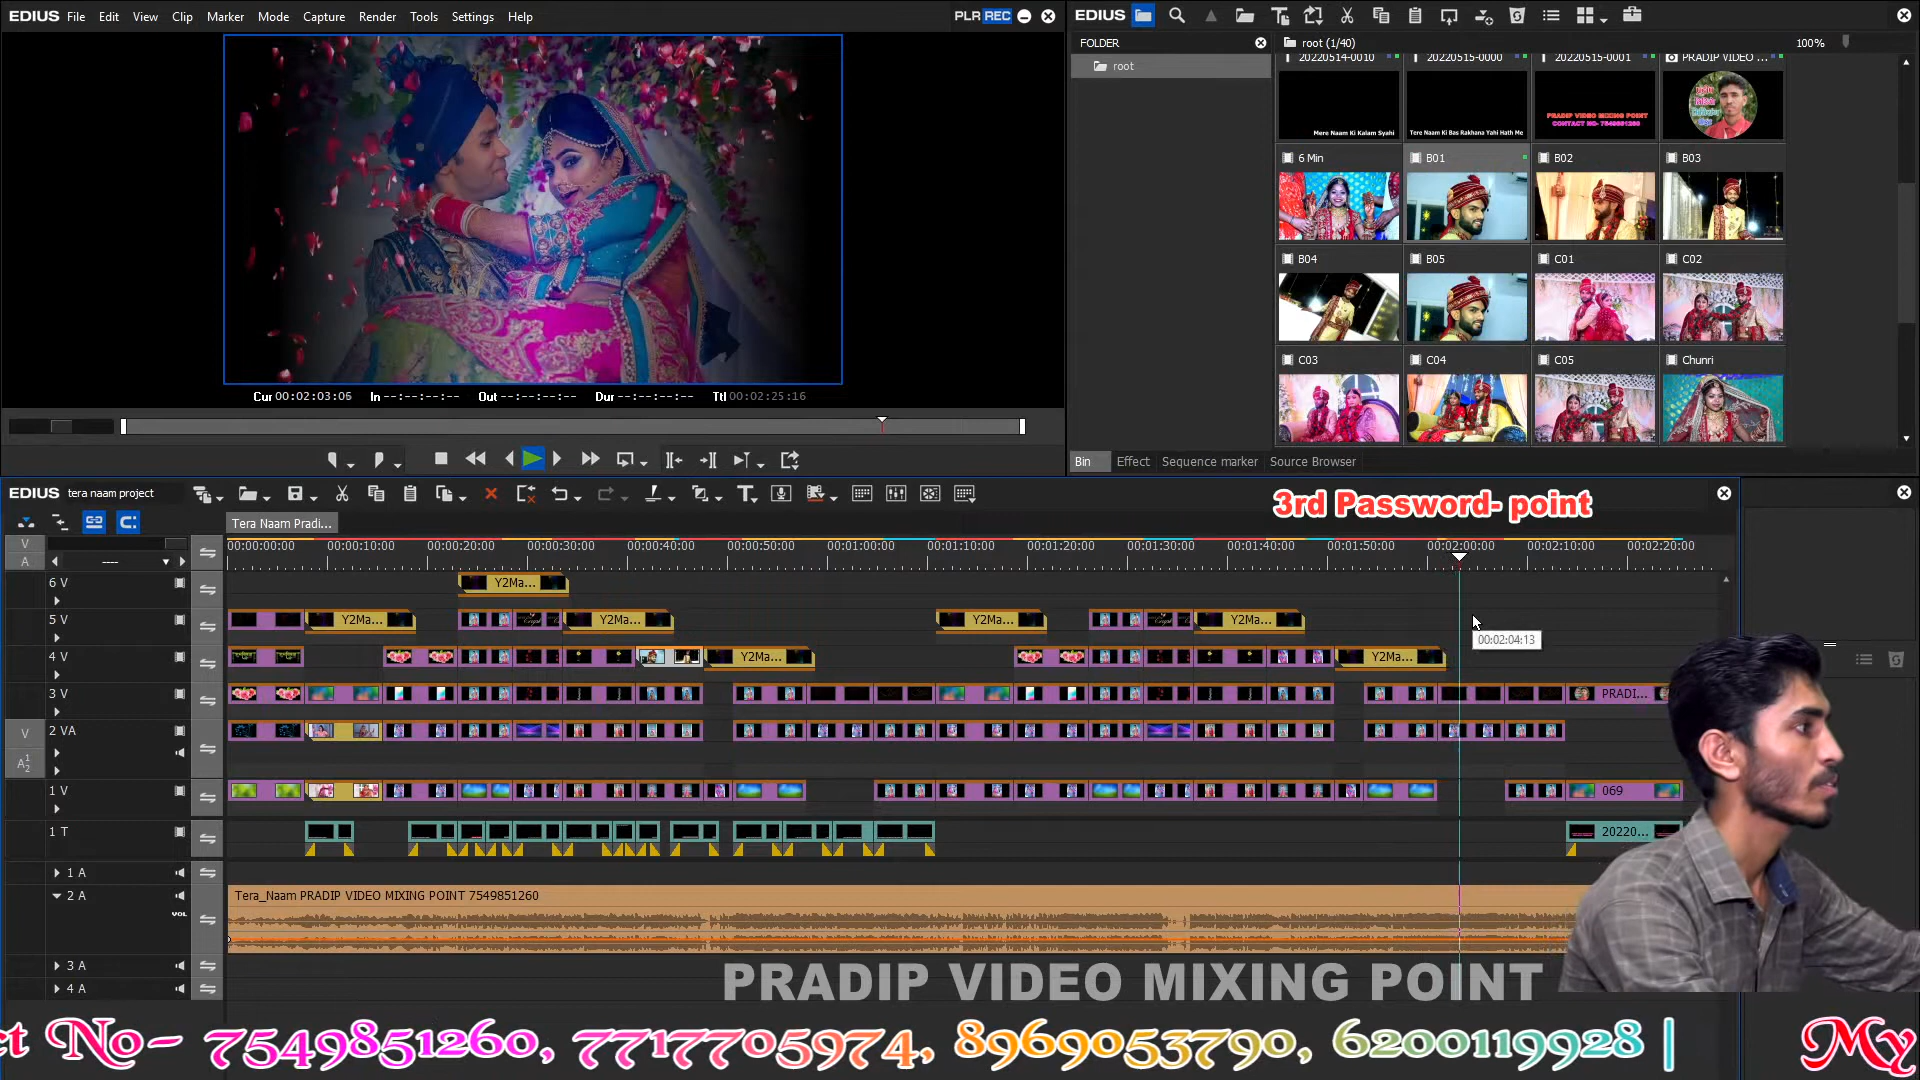 EDIUS File Edit View Clip Marker Mode Capture Render Tools Settings Help PLR REC
Cur 00:02:03:06 In --:--:--:-- Out --:--:--:-- Dur --:--:--:-- Ttl 00:02:25:16
EDIUS
FOLDER
root
root (1/40) 100%
20220514-0010 20220515-0000 20220515-0001 PRADIP VIDEO ...
Mere Naam Ki Kalam Syahi
Tere Naam Ki Bas Rakhana Yahi Hath Me
PRADIP VIDEO MIXING POINT
CONTACT NO- 7549851260
6 Min B01 B02 B03
B04 B05 C01 C02
C03 C04 C05 Chunri
Bin Effect Sequence marker Source Browser
EDIUS tera naam project
3rd Password- point
Tera Naam Pradi...
V
A
----
00:00:00:00 00:00:10:00 00:00:20:00 00:00:30:00 00:00:40:00 00:00:50:00 00:01:00:00 00:01:10:00 00:01:20:00 00:01:30:00 00:01:40:00 00:01:50:00 00:02:00:00 00:02:10:00 00:02:20:00
6 V Y2Ma...
5 V Y2Ma... Y2Ma... Y2Ma... Y2Ma...
00:02:04:13
4 V Y2Ma... Y2Ma...
3 V PRADI...
V 2 VA
A 1 2
1 V 069
1 T 20220...
1 A
2 A Tera_Naam PRADIP VIDEO MIXING POINT 7549851260
VOL
3 A
4 A
PRADIP VIDEO MIXING POINT
ct No- 7549851260, 7717705974, 8969053790, 6200119928 | My